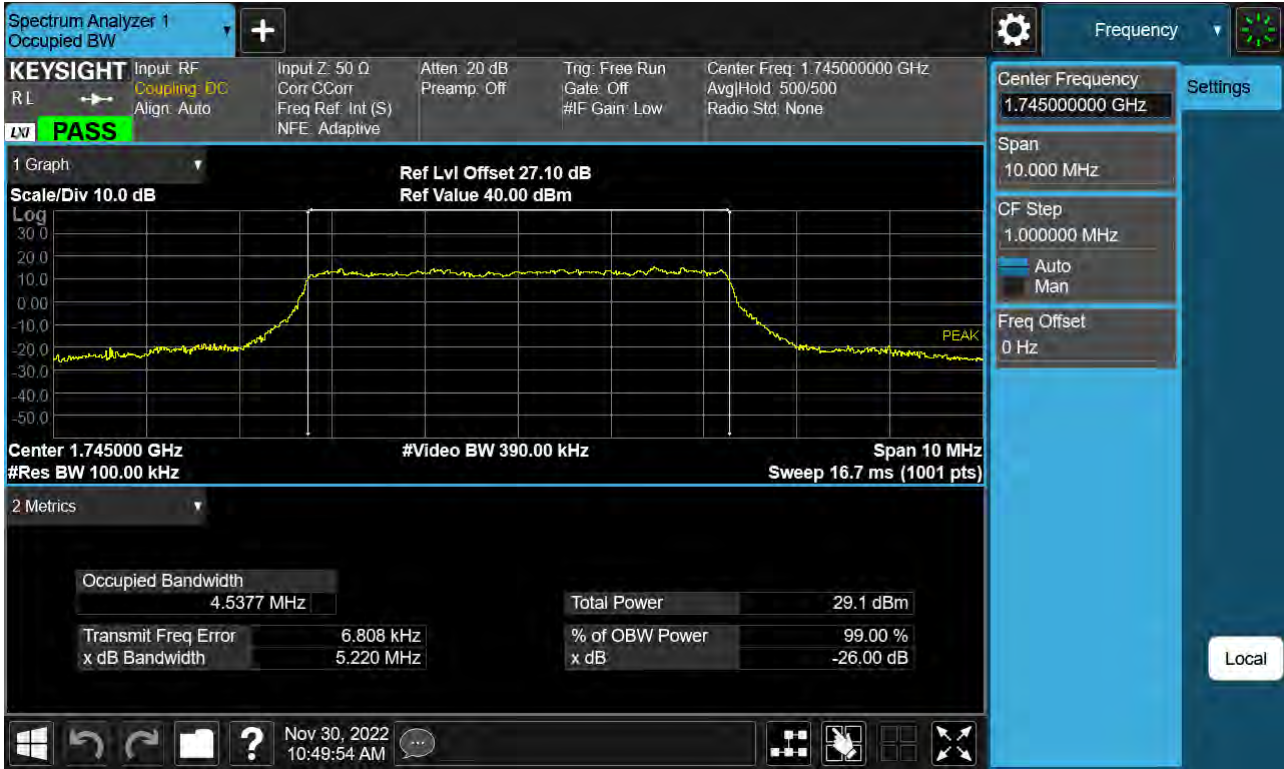 Spectrum Analyzer 1
Occupied BW
Frequency
KEYSIGHT
RL
LXI
PASS
Input: RF
Coupling: DC
Align: Auto
Input Z: 50 Ω
Corr CCorr
Freq Ref: Int (S)
NFE: Adaptive
Atten: 20 dB
Preamp: Off
Trig: Free Run
Gate: Off
#IF Gain: Low
Center Freq: 1.745000000 GHz
Avg|Hold: 500/500
Radio Std: None
1 Graph
Scale/Div 10.0 dB
Ref Lvl Offset 27.10 dB
Ref Value 40.00 dBm
Log
30.0
20.0
10.0
0.00
-10.0
-20.0
-30.0
-40.0
-50.0
PEAK
Center 1.745000 GHz
#Video BW 390.00 kHz
Span 10 MHz
#Res BW 100.00 kHz
Sweep 16.7 ms (1001 pts)
2 Metrics
Occupied Bandwidth
4.5377 MHz
Transmit Freq Error 6.808 kHz
x dB Bandwidth 5.220 MHz
Total Power 29.1 dBm
% of OBW Power 99.00 %
x dB -26.00 dB
Center Frequency
1.745000000 GHz
Span
10.000 MHz
CF Step
1.000000 MHz
Auto
Man
Freq Offset
0 Hz
Settings
Local
?
Nov 30, 2022
10:49:54 AM